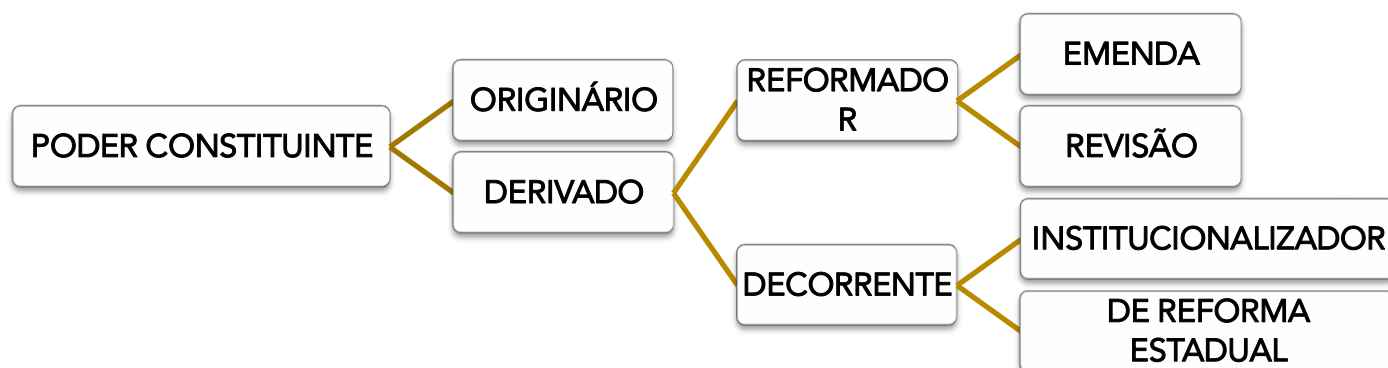 PODER CONSTITUINTE
ORIGINÁRIO
DERIVADO
REFORMADO
R
EMENDA
REVISÃO
DECORRENTE
INSTITUCIONALIZADOR
DE REFORMA
ESTADUAL